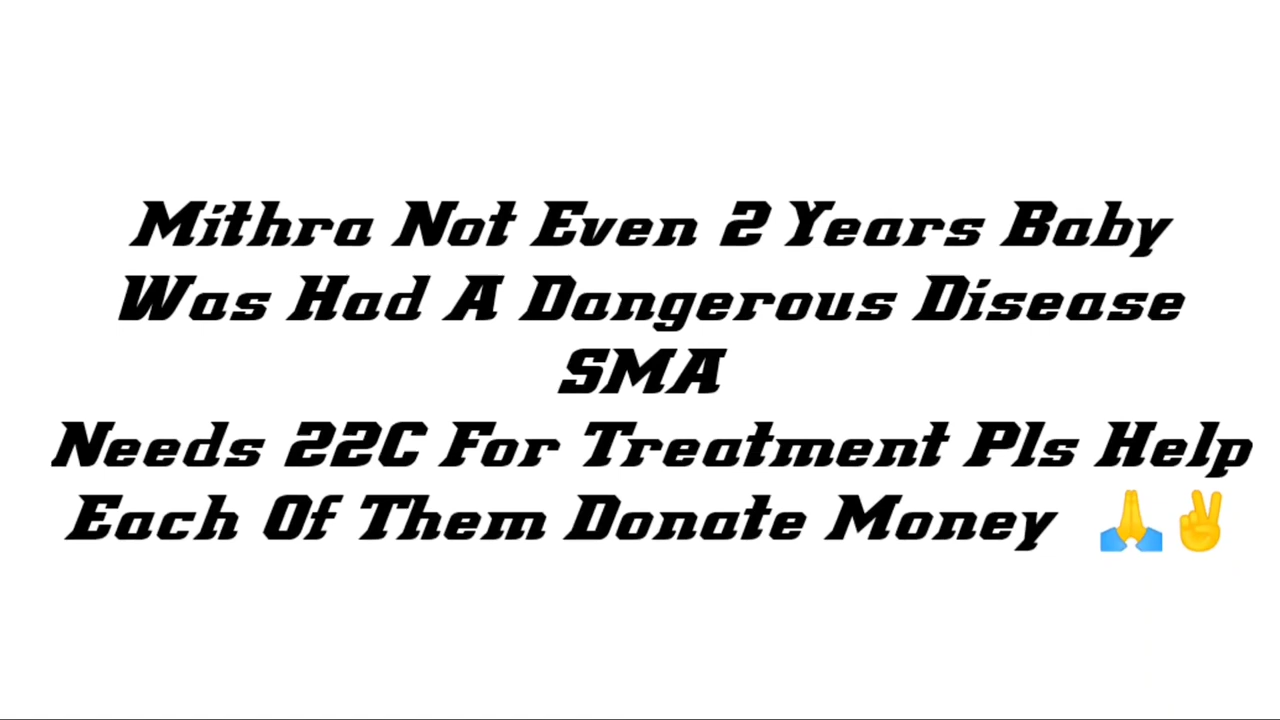 Mithra Not Even 2 Years Baby
Was Had A Dangerous Disease
SMA
Needs 22C For Treatment Pls Help
Each Of Them Donate Money 🙏✌